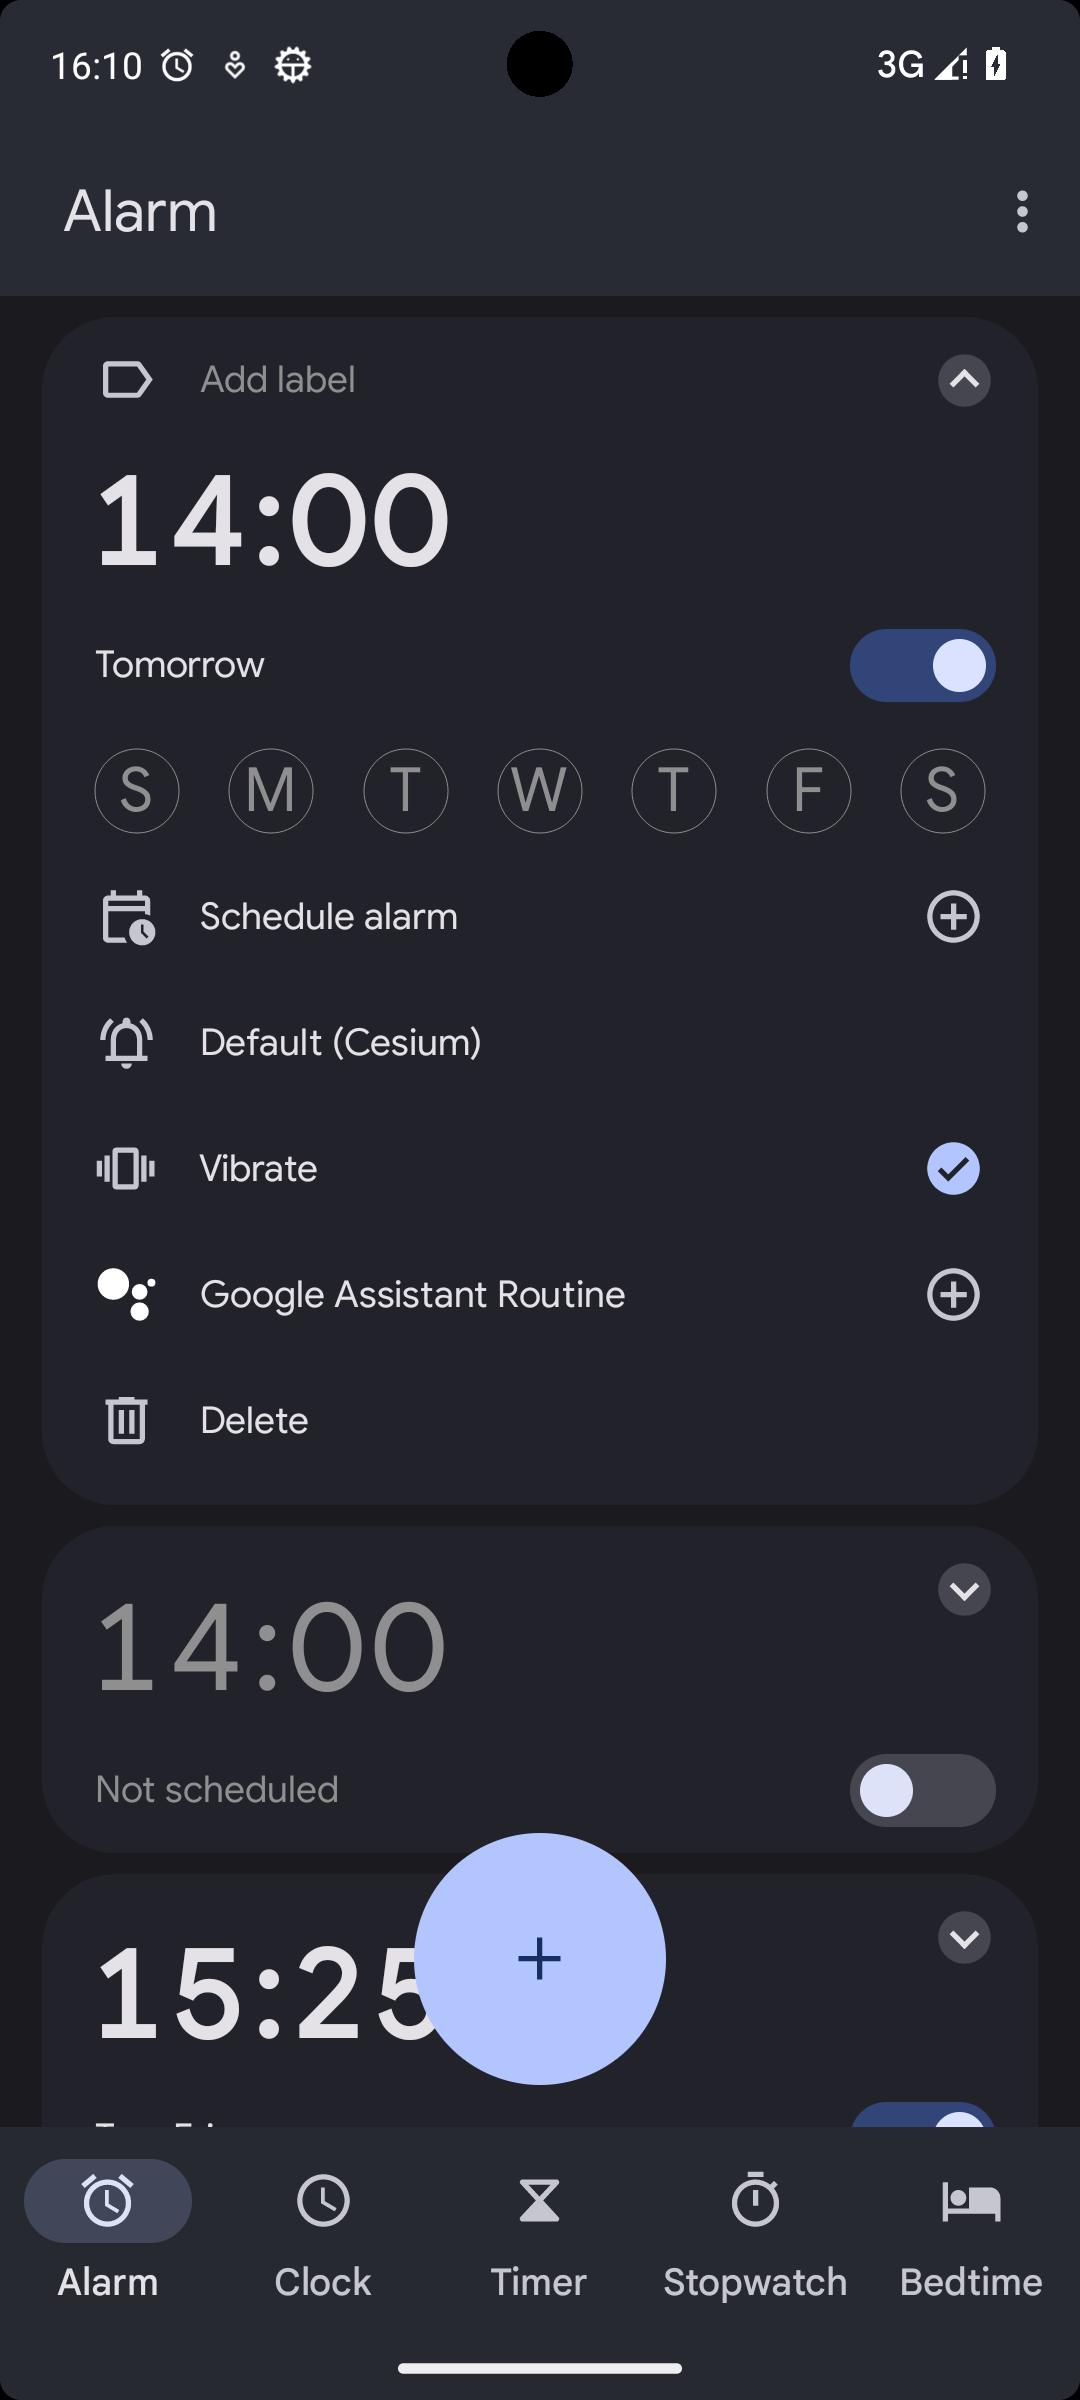 16:10
3G
Alarm
Add label
14:00
Tomorrow
S M T W T F S
Schedule alarm
Default (Cesium)
Vibrate
Google Assistant Routine
Delete
14:00
Not scheduled
15:25
Alarm
Clock
Timer
Stopwatch
Bedtime